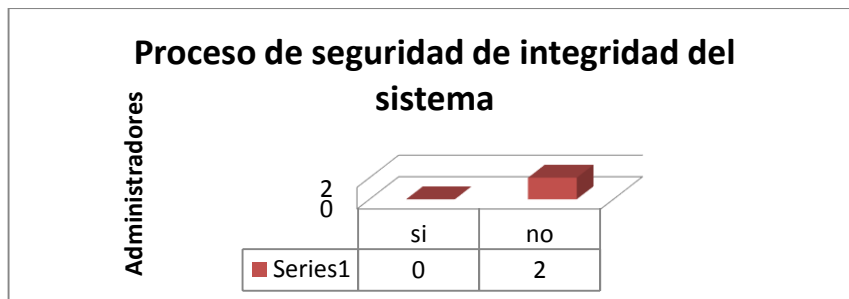 Proceso de seguridad de integridad del
sistema
Administradores
2
0
si no
Series1 0 2